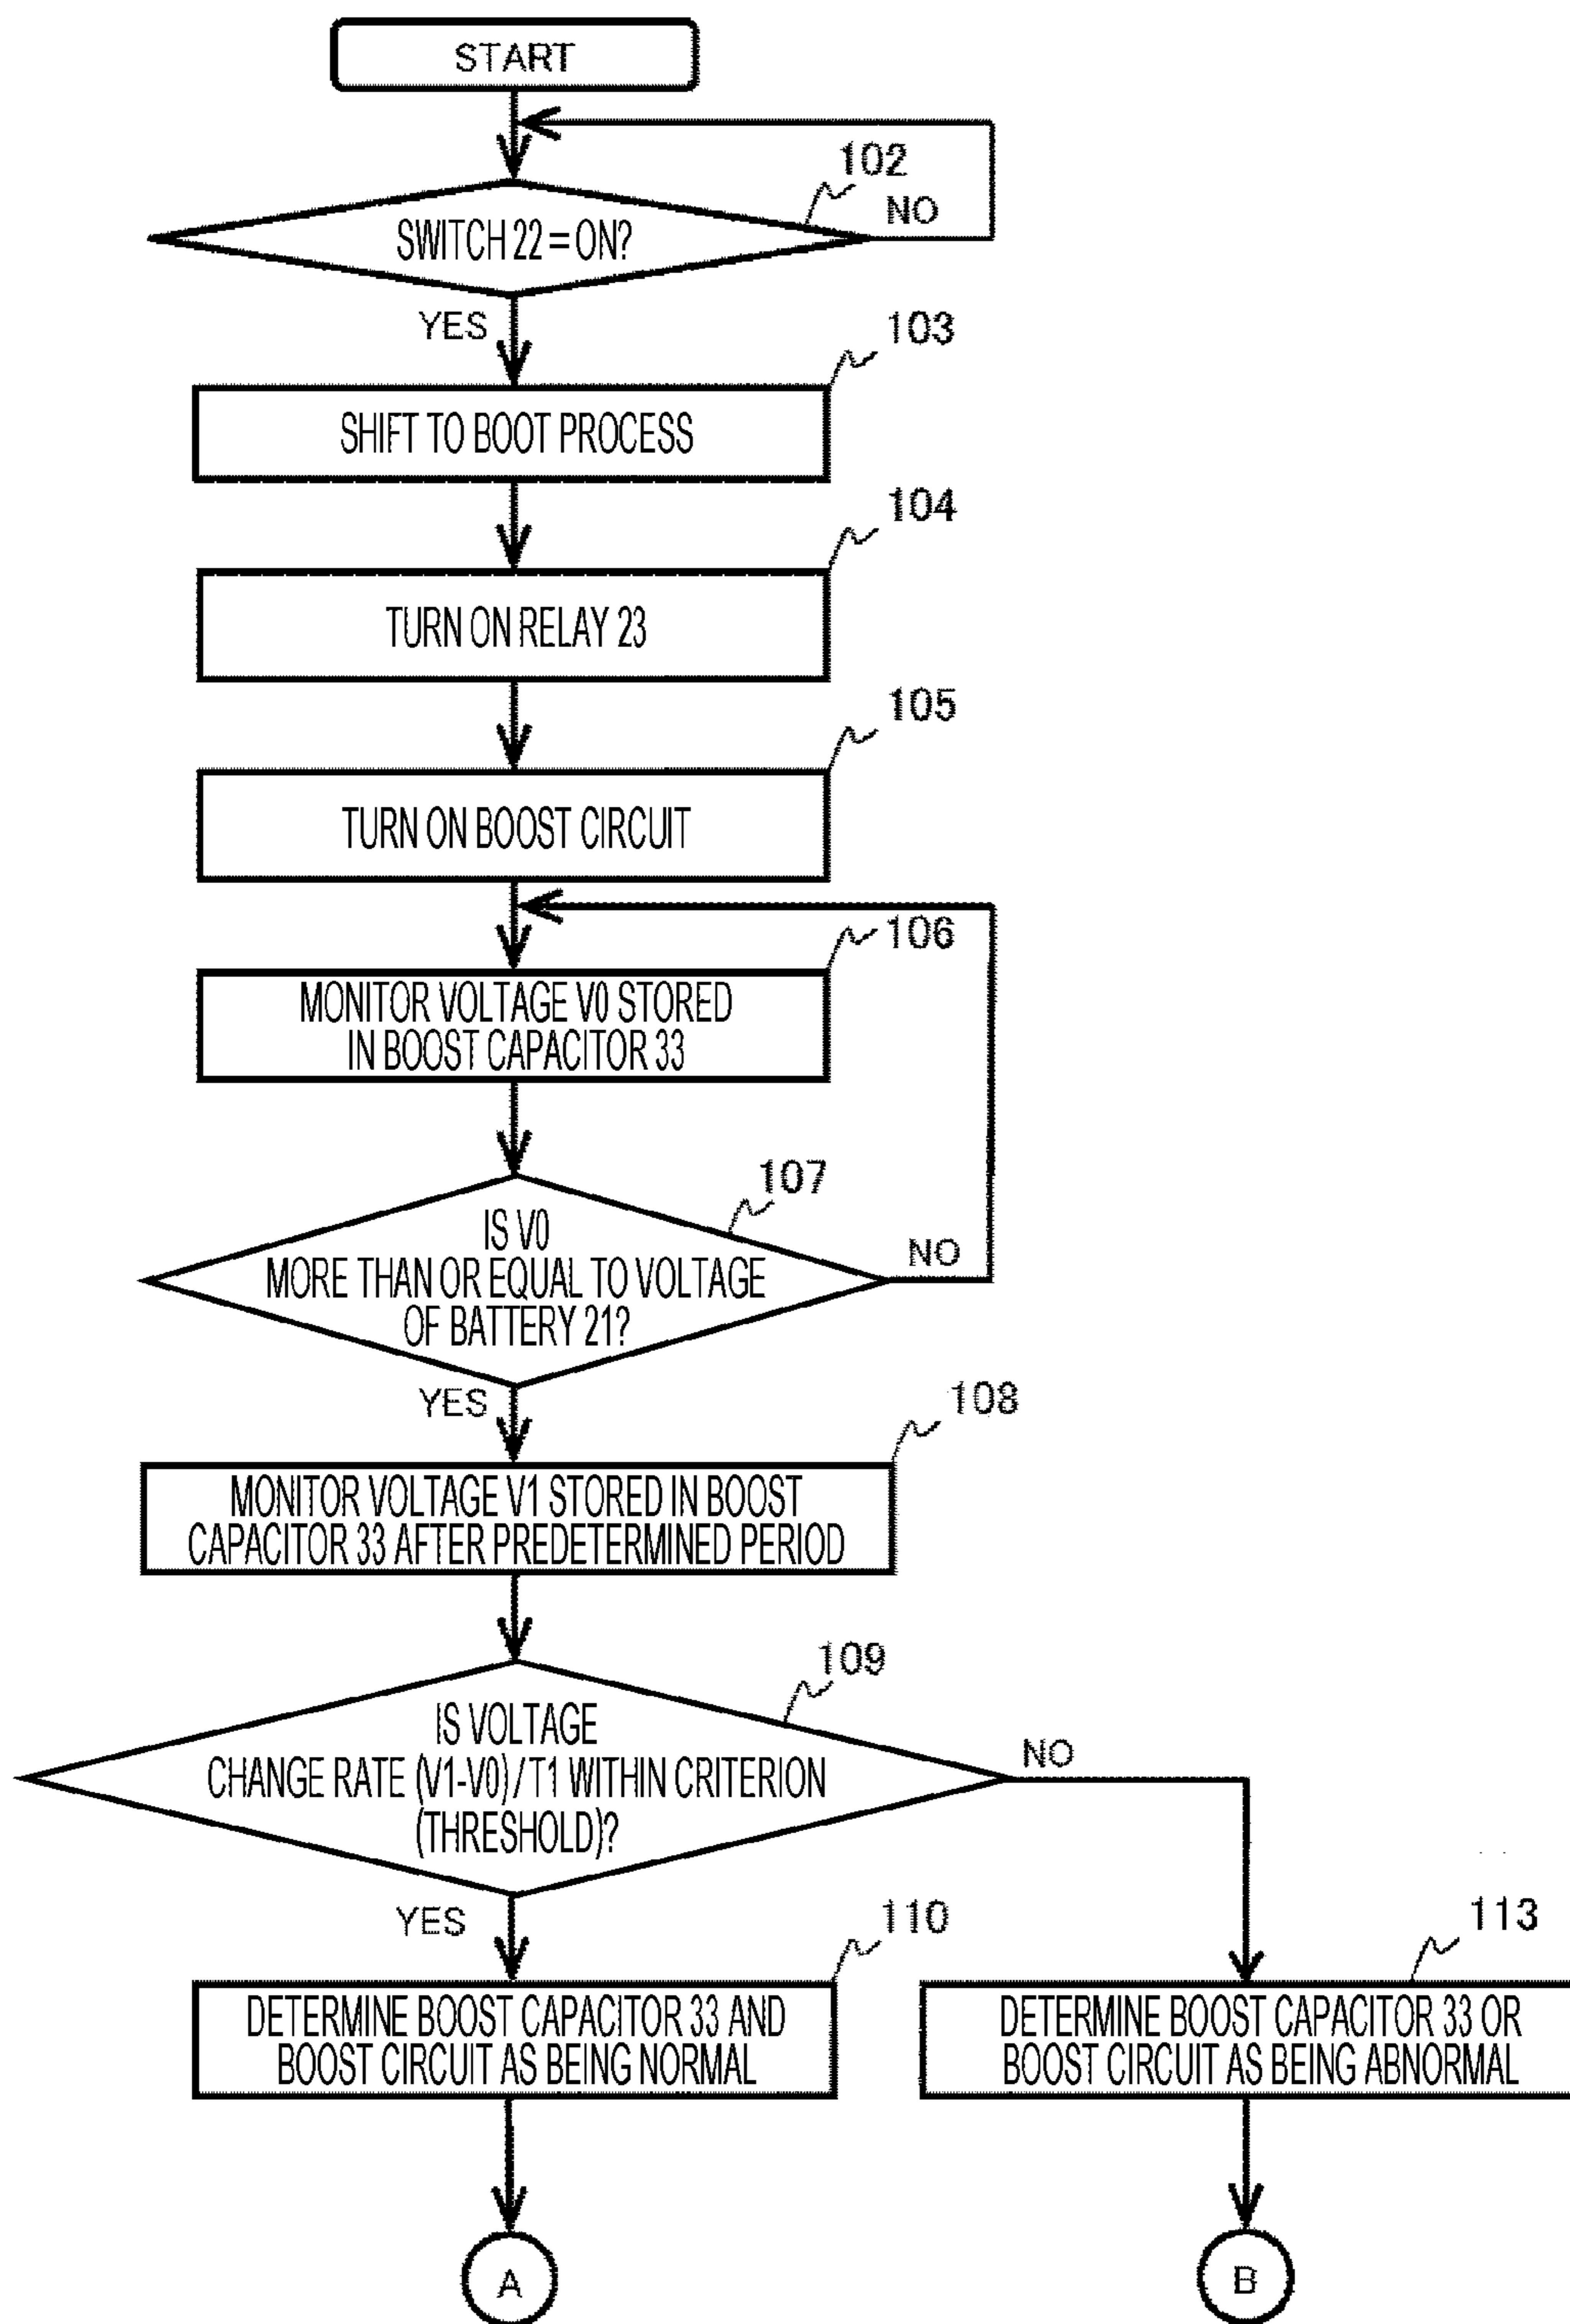 START
102
NO
SWITCH 22 = ON?
YES
103
SHIFT TO BOOT PROCESS
104
TURN ON RELAY 23
105
TURN ON BOOST CIRCUIT
106
MONITOR VOLTAGE V0 STORED
IN BOOST CAPACITOR 33
107
IS V0
MORE THAN OR EQUAL TO VOLTAGE
OF BATTERY 21?
NO
YES
108
MONITOR VOLTAGE V1 STORED IN BOOST
CAPACITOR 33 AFTER PREDETERMINED PERIOD
109
IS VOLTAGE
CHANGE RATE (V1-V0) / T1 WITHIN CRITERION
(THRESHOLD)?
NO
YES
110
DETERMINE BOOST CAPACITOR 33 AND
BOOST CIRCUIT AS BEING NORMAL
113
DETERMINE BOOST CAPACITOR 33 OR
BOOST CIRCUIT AS BEING ABNORMAL
A
B